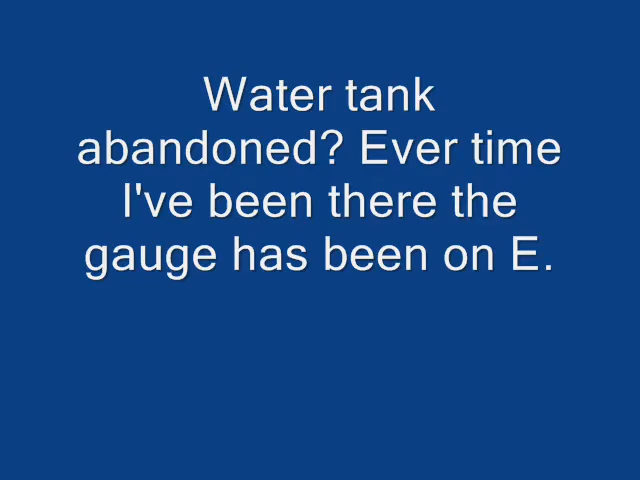 Water tank
abandoned? Ever time
I've been there the
gauge has been on E.